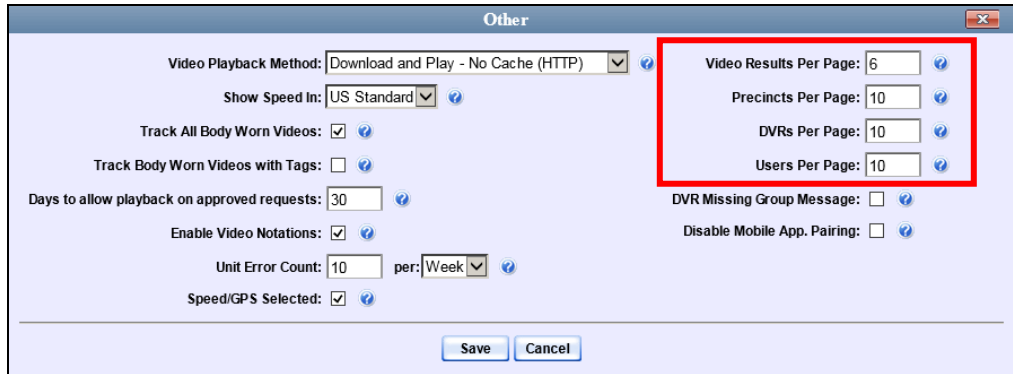 Other
Video Playback Method: Download and Play - No Cache (HTTP)
Show Speed In: US Standard
Track All Body Worn Videos:
Track Body Worn Videos with Tags:
Days to allow playback on approved requests: 30
Enable Video Notations:
Unit Error Count: 10 per: Week
Speed/GPS Selected:
Video Results Per Page: 6
Precincts Per Page: 10
DVRs Per Page: 10
Users Per Page: 10
DVR Missing Group Message:
Disable Mobile App. Pairing:
Save Cancel